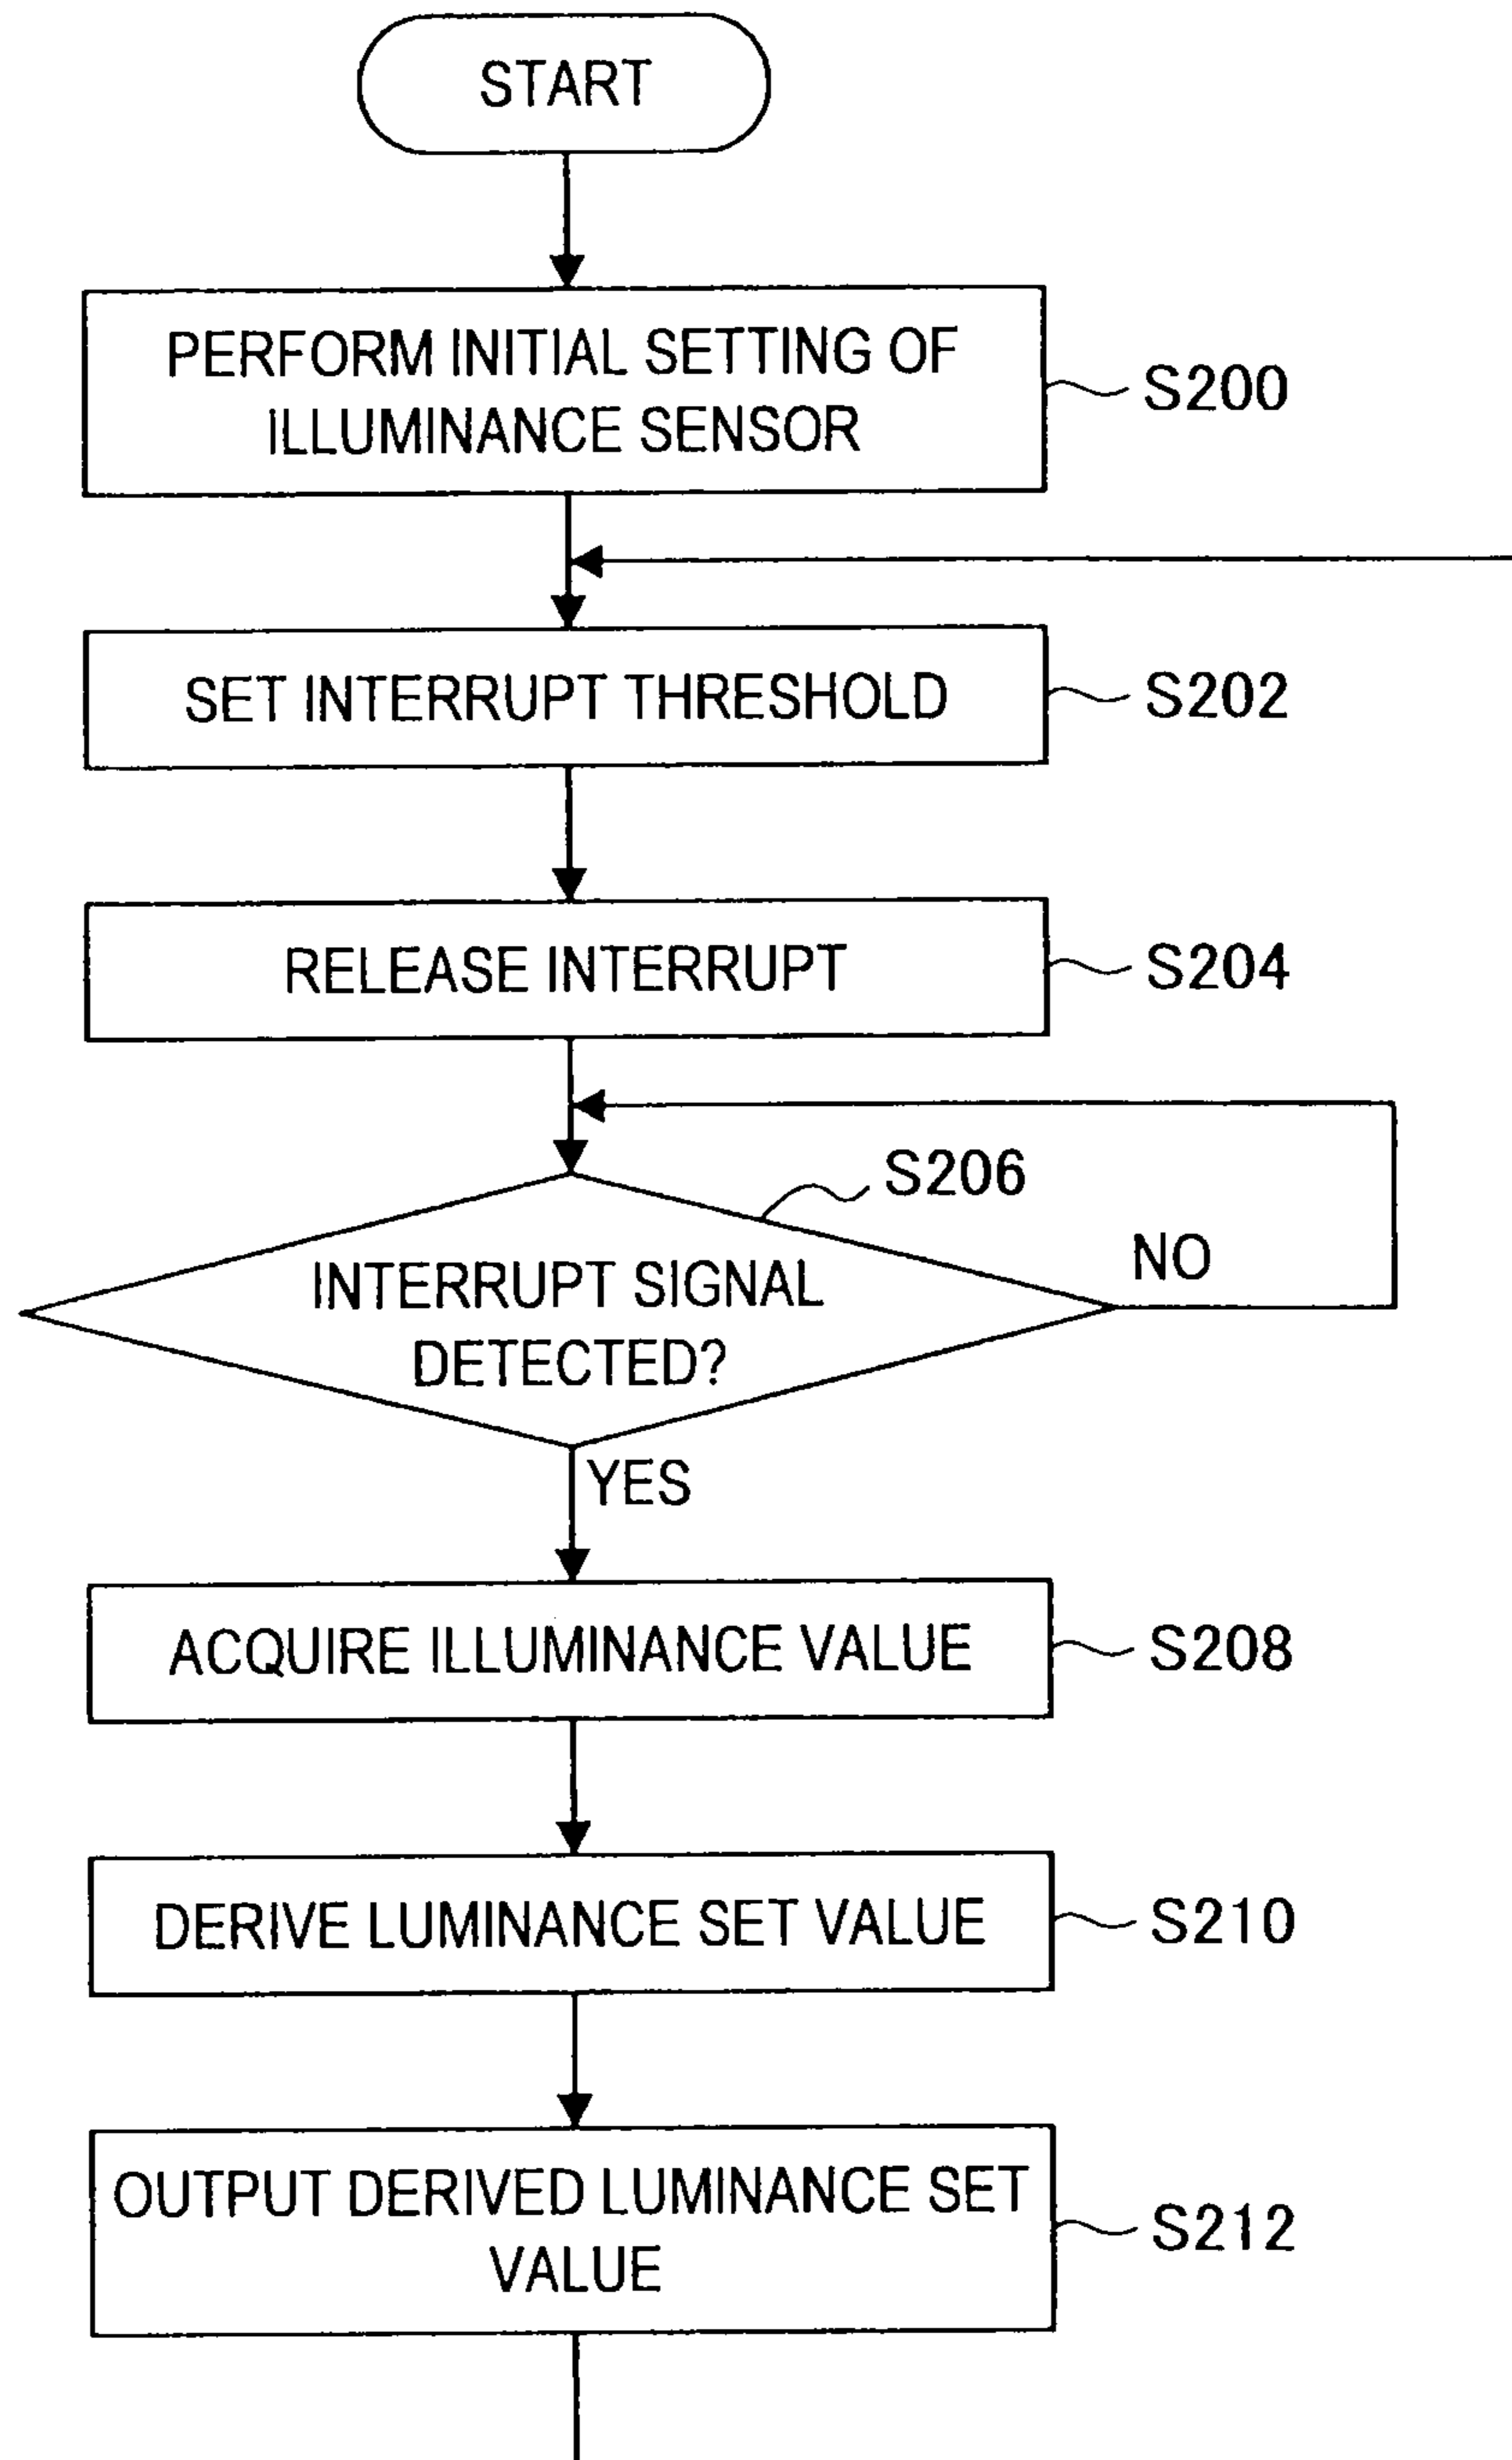 START
PERFORM INITIAL SETTING OF
ILLUMINANCE SENSOR
S200
SET INTERRUPT THRESHOLD
S202
RELEASE INTERRUPT
S204
S206
INTERRUPT SIGNAL
DETECTED?
NO
YES
ACQUIRE ILLUMINANCE VALUE
S208
DERIVE LUMINANCE SET VALUE
S210
OUTPUT DERIVED LUMINANCE SET
VALUE
S212